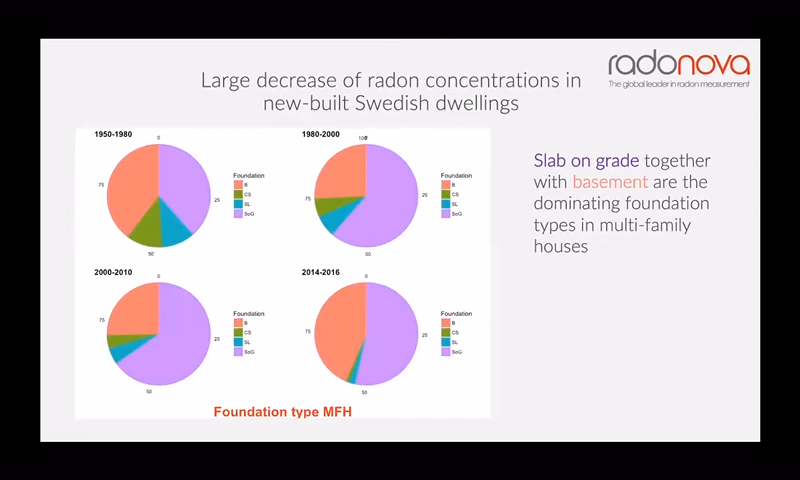 radonova
The global leader in radon measurement
Large decrease of radon concentrations in
new-built Swedish dwellings
1950-1980
0
25
50
75
Foundation
B
CS
SL
SoG
1980-2000
100
25
50
75
Foundation
B
CS
SL
SoG
2000-2010
0
25
50
75
Foundation
B
CS
SL
SoG
2014-2016
0
25
50
75
Foundation
B
CS
SL
SoG
Foundation type MFH
Slab on grade together
with basement are the
dominating foundation
types in multi-family
houses